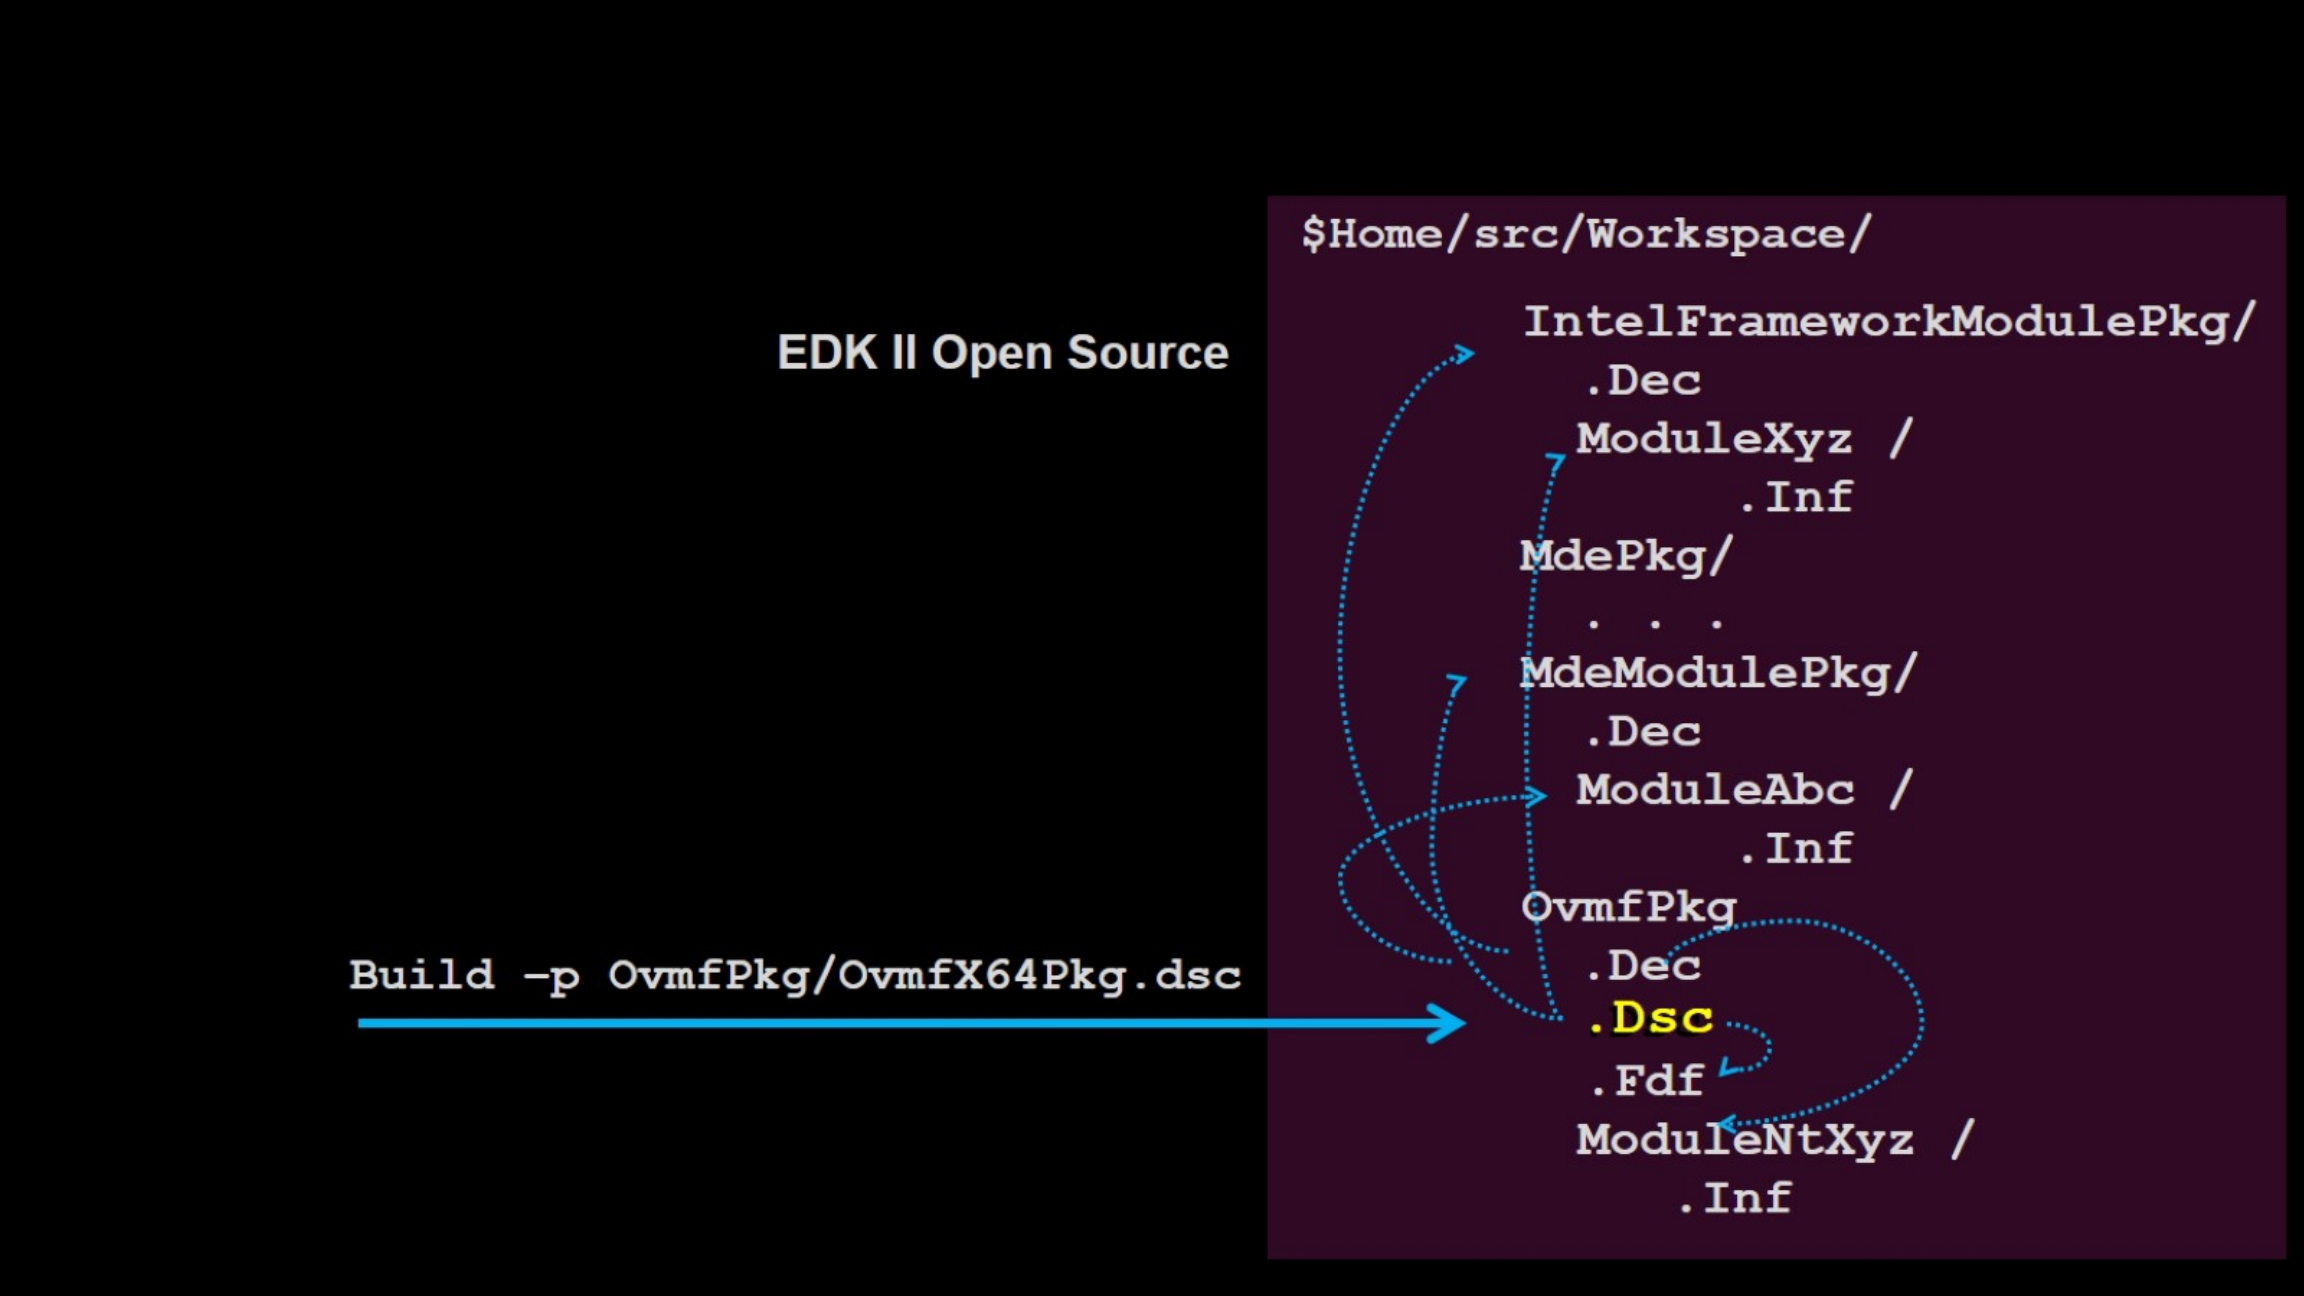 $Home/src/Workspace/
IntelFrameworkModulePkg/
EDK II Open Source
.Dec
ModuleXyz /
.Inf
MdePkg/
. . .
MdeModulePkg/
.Dec
ModuleAbc /
.Inf
OvmfPkg
.Dec
Build –p OvmfPkg/OvmfX64Pkg.dsc
.Dsc
.Fdf
ModuleNtXyz /
.Inf